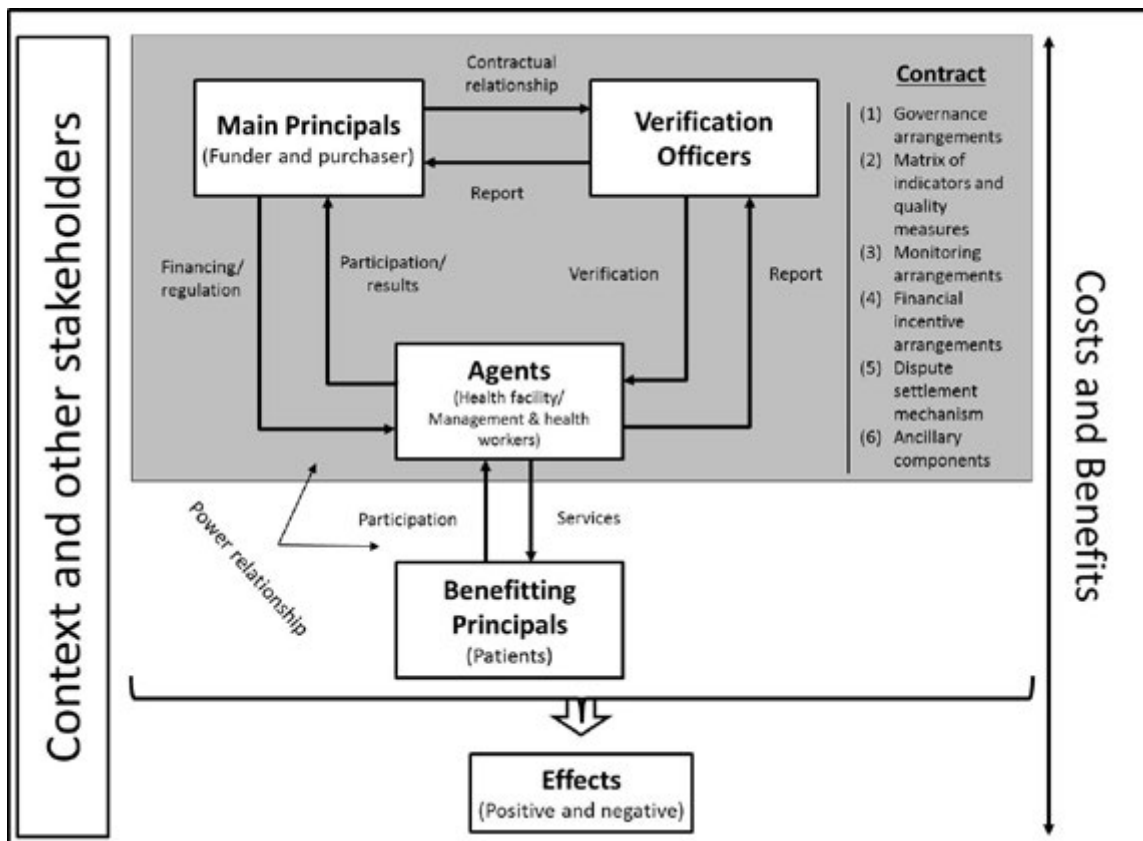 Context and other stakeholders
Contractual
relationship
Main Principals
(Funder and purchaser)
Verification
Officers
Report
Financing/
regulation
Participation/
results
Verification
Report
Agents
(Health facility/
Management & health
workers)
Contract
(1) Governance
arrangements
(2) Matrix of
indicators and
quality
measures
(3) Monitoring
arrangements
(4) Financial
incentive
arrangements
(5) Dispute
settlement
mechanism
(6) Ancillary
components
Power relationship
Participation
Services
Benefitting
Principals
(Patients)
Effects
(Positive and negative)
Costs and Benefits